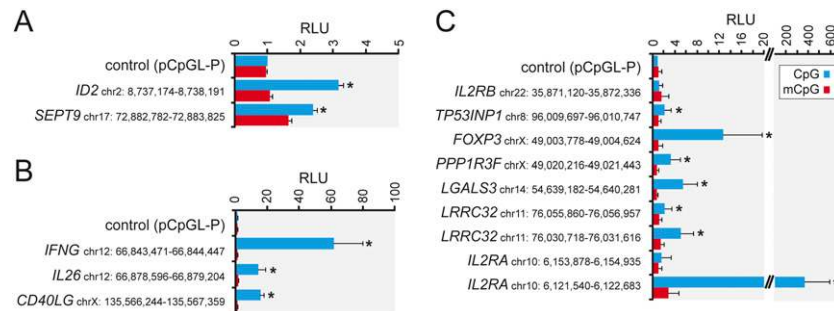 A
RLU
0 1 2 3 4 5
control (pCpGL-P)
ID2 chr2: 8,737,174-8,738,191 *
SEPT9 chr17: 72,882,782-72,883,825 *
B
RLU
0 20 40 60 80 100
control (pCpGL-P)
IFNG chr12: 66,843,471-66,844,447 *
IL26 chr12: 66,878,596-66,879,204 *
CD40LG chrX: 135,566,244-135,567,359 *
C
RLU
0 4 8 12 16 20 200 400 600
CpG
mCpG
control (pCpGL-P)
IL2RB chr22: 35,871,120-35,872,336
TP53INP1 chr8: 96,009,697-96,010,747 *
FOXP3 chrX: 49,003,778-49,004,624 *
PPP1R3F chrX: 49,020,216-49,021,443 *
LGALS3 chr14: 54,639,182-54,640,281 *
LRRC32 chr11: 76,055,860-76,056,957 *
LRRC32 chr11: 76,030,718-76,031,616 *
IL2RA chr10: 6,153,878-6,154,935
IL2RA chr10: 6,121,540-6,122,683